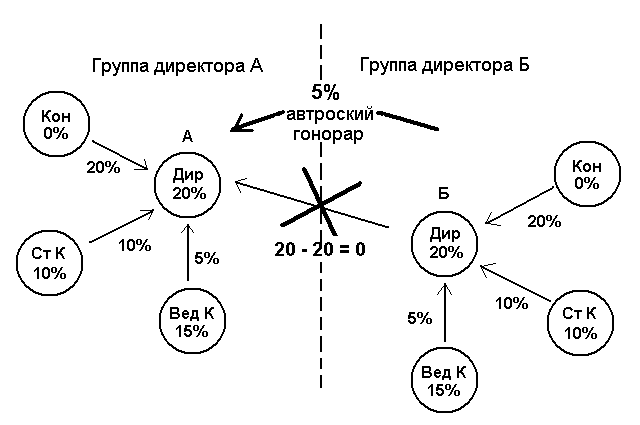 Группа директора А
Группа директора Б
5%
автроский
гонорар
Кон
0%
А
20%
Дир
20%
Кон
0%
Б
20%
10%
Ст К
10%
20 - 20 = 0
Дир
20%
5%
10%
Вед К
15%
5%
Ст К
10%
Вед К
15%